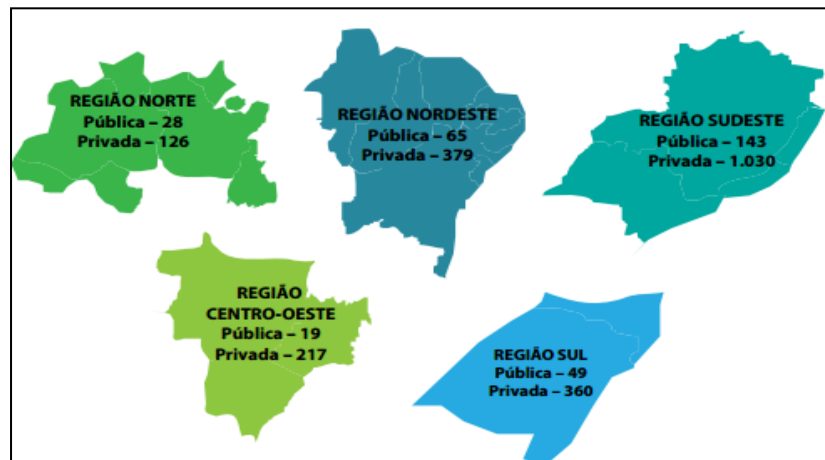 REGIÃO NORTE
Pública – 28
Privada – 126
REGIÃO NORDESTE
Pública – 65
Privada – 379
REGIÃO SUDESTE
Pública – 143
Privada – 1.030
REGIÃO
CENTRO-OESTE
Pública – 19
Privada – 217
REGIÃO SUL
Pública – 49
Privada – 360